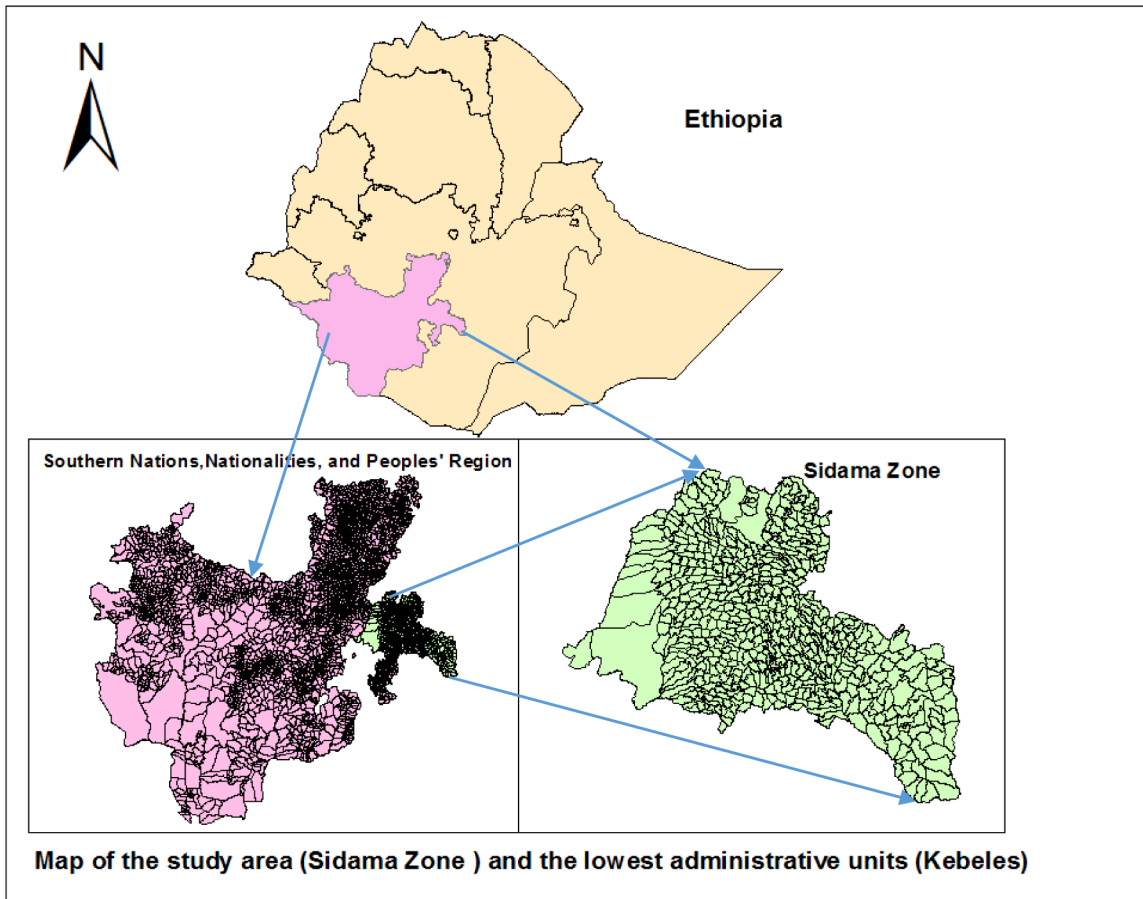 N
Ethiopia
Southern Nations,Nationalities, and Peoples' Region
Sidama Zone
Map of the study area (Sidama Zone ) and the lowest administrative units (Kebeles)